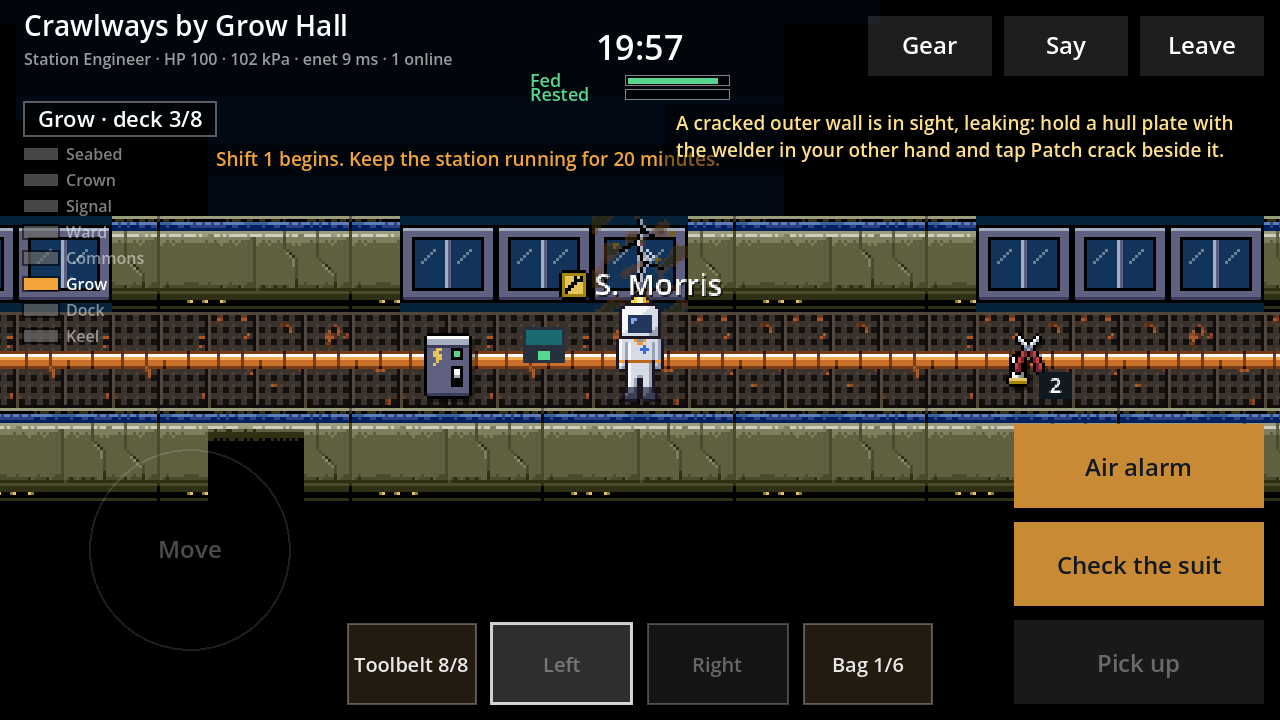 Crawlways by Grow Hall
Station Engineer · HP 100 · 102 kPa · enet 9 ms · 1 online
19:57
Fed
Rested
Gear
Say
Leave
Grow · deck 3/8
Seabed
Crown
Signal
Ward
Commons
Grow
Dock
Keel
Shift 1 begins. Keep the station running for 20 minutes.
A cracked outer wall is in sight, leaking: hold a hull plate with
the welder in your other hand and tap Patch crack beside it.
S. Morris
2
Air alarm
Check the suit
Pick up
Move
Toolbelt 8/8
Left
Right
Bag 1/6